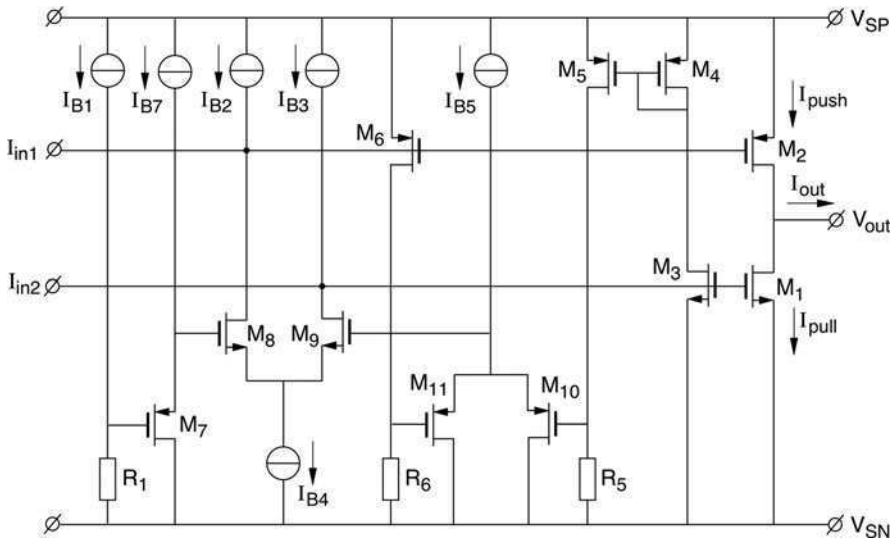 V_SP
I_B1 I_B7 I_B2 I_B3 I_B5 M_5 M_4 I_push
I_in1 M_6 M_2
I_out
V_out
I_in2 M_3 M_1
M_8 M_9 I_pull
M_11 M_10
M_7
R_1 I_B4 R_6 R_5
V_SN